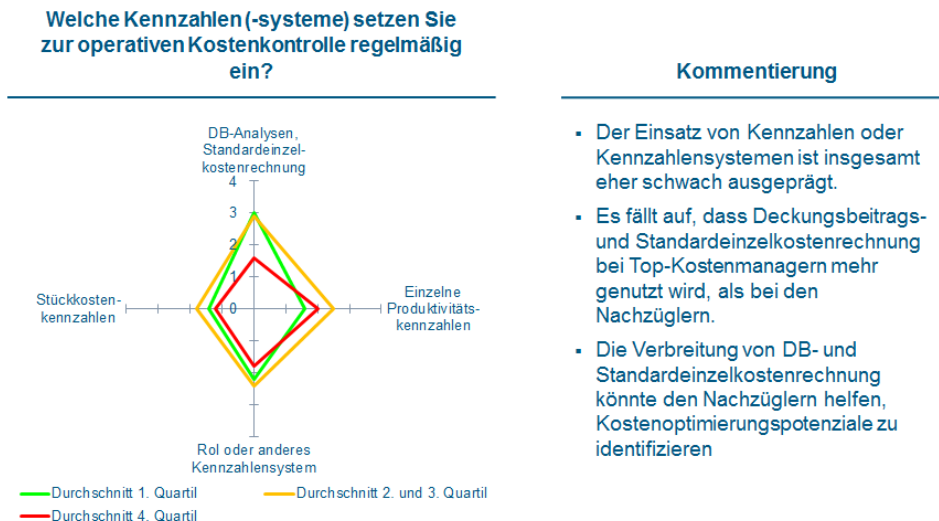 Welche Kennzahlen (-systeme) setzen Sie
zur operativen Kostenkontrolle regelmäßig
ein?
DB-Analysen,
Standardeinzel-
kostenrechnung
4
3
2
1
0
Stückkosten-
kennzahlen
Einzelne
Produktivitäts-
kennzahlen
RoI oder anderes
Kennzahlensystem
Durchschnitt 1. Quartil
Durchschnitt 2. und 3. Quartil
Durchschnitt 4. Quartil
Kommentierung
▪ Der Einsatz von Kennzahlen oder
Kennzahlensystemen ist insgesamt
eher schwach ausgeprägt.
▪ Es fällt auf, dass Deckungsbeitrags-
und Standardeinzelkostenrechnung
bei Top-Kostenmanagern mehr
genutzt wird, als bei den
Nachzüglern.
▪ Die Verbreitung von DB- und
Standardeinzelkostenrechnung
könnte den Nachzüglern helfen,
Kostenoptimierungspotenziale zu
identifizieren